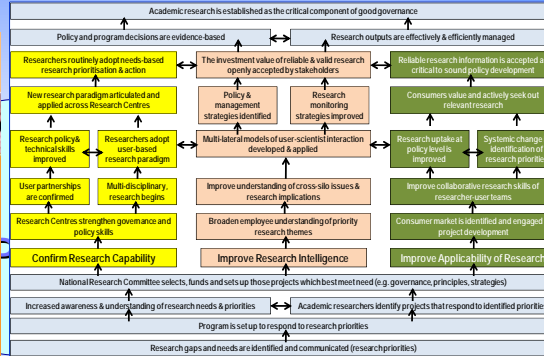 Academic research is established as the critical component of good governance
Policy and program decisions are evidence-based
Research outputs are effectively & efficiently managed
Researchers routinely adopt needs-based
research prioritisation & action
The investment value of reliable & valid research
openly accepted by stakeholders
Reliable research information is accepted a
critical to sound policy development
New research paradigm articulated and
applied across Research Centres
Policy &
management
strategies identified
Research
monitoring
strategies improved
Consumers value and actively seek out
relevant research
Research policy &
technical skills
improved
Researchers adopt
user-based
research paradigm
Multi-lateral models of user-scientist interaction
developed & applied
Research uptake at
policy level is
improved
Systemic change
identification of
research priorities
User partnerships
are confirmed
Multi-disciplinary,
research begins
Improve understanding of cross-silo issues &
research implications
Improve collaborative research skills of
researcher-user teams
Research Centres strengthen governance and
policy skills
Broaden employee understanding of priority
research themes
Consumer market is identified and engaged
project development
Confirm Research Capability
Improve Research Intelligence
Improve Applicability of Research
National Research Committee selects, funds and sets up those projects which best meet need (e.g. governance, principles, strategies)
Increased awareness & understanding of research needs & priorities
Academic researchers identify projects that respond to identified priorities
Program is set up to respond to research priorities
Research gaps and needs are identified and communicated (research priorities)